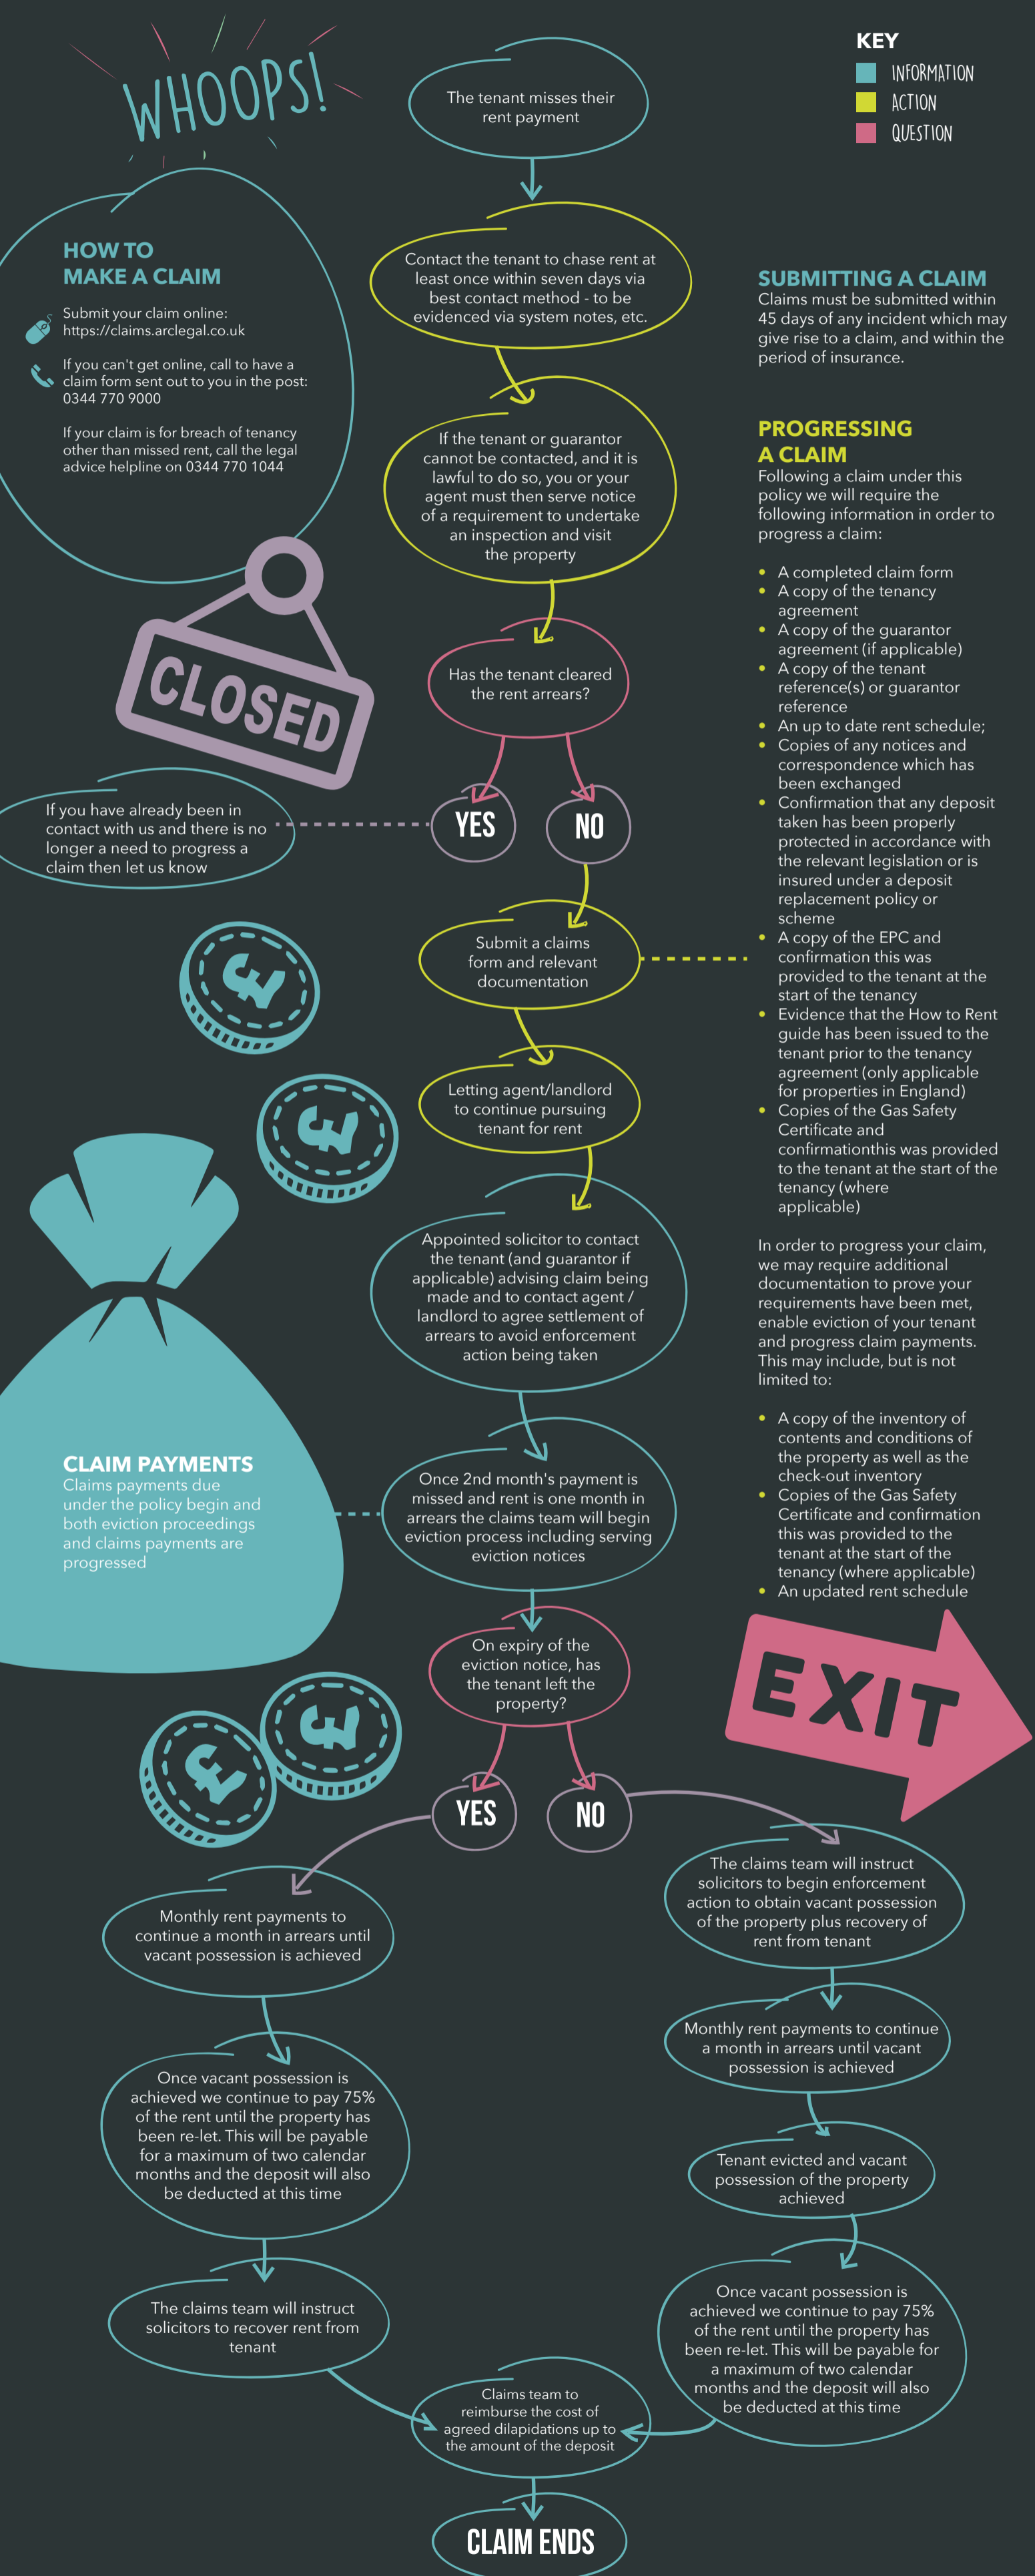 WHOOPS!
KEY
INFORMATION
ACTION
QUESTION
The tenant misses their
rent payment
HOW TO
MAKE A CLAIM
Submit your claim online:
https://claims.arclegal.co.uk
If you can't get online, call to have a
claim form sent out to you in the post:
0344 770 9000
If your claim is for breach of tenancy
other than missed rent, call the legal
advice helpline on 0344 770 1044
Contact the tenant to chase rent at
least once within seven days via
best contact method - to be
evidenced via system notes, etc.
If the tenant or guarantor
cannot be contacted, and it is
lawful to do so, you or your
agent must then serve notice
of a requirement to undertake
an inspection and visit
the property
SUBMITTING A CLAIM
Claims must be submitted within
45 days of any incident which may
give rise to a claim, and within the
period of insurance.
PROGRESSING
A CLAIM
Following a claim under this
policy we will require the
following information in order to
progress a claim:
• A completed claim form
• A copy of the tenancy
agreement
• A copy of the guarantor
agreement (if applicable)
• A copy of the tenant
reference(s) or guarantor
reference
• An up to date rent schedule;
• Copies of any notices and
correspondence which has
been exchanged
• Confirmation that any deposit
taken has been properly
protected in accordance with
the relevant legislation or is
insured under a deposit
replacement policy or
scheme
• A copy of the EPC and
confirmation this was
provided to the tenant at the
start of the tenancy
• Evidence that the How to Rent
guide has been issued to the
tenant prior to the tenancy
agreement (only applicable
for properties in England)
• Copies of the Gas Safety
Certificate and
confirmationthis was provided
to the tenant at the start of the
tenancy (where
applicable)
In order to progress your claim,
we may require additional
documentation to prove your
requirements have been met,
enable eviction of your tenant
and progress claim payments.
This may include, but is not
limited to:
• A copy of the inventory of
contents and conditions of
the property as well as the
check-out inventory
• Copies of the Gas Safety
Certificate and confirmation
this was provided to the
tenant at the start of the
tenancy (where applicable)
• An updated rent schedule
CLOSED
Has the tenant cleared
the rent arrears?
YES
NO
If you have already been in
contact with us and there is no
longer a need to progress a
claim then let us know
Submit a claims
form and relevant
documentation
£
£
Letting agent/landlord
to continue pursuing
tenant for rent
Appointed solicitor to contact
the tenant (and guarantor if
applicable) advising claim being
made and to contact agent /
landlord to agree settlement of
arrears to avoid enforcement
action being taken
CLAIM PAYMENTS
Claims payments due
under the policy begin and
both eviction proceedings
and claims payments are
progressed
Once 2nd month's payment is
missed and rent is one month in
arrears the claims team will begin
eviction process including serving
eviction notices
On expiry of the
eviction notice, has
the tenant left the
property?
EXIT
£
£
YES
NO
Monthly rent payments to
continue a month in arrears until
vacant possession is achieved
Once vacant possession is
achieved we continue to pay 75%
of the rent until the property has
been re-let. This will be payable
for a maximum of two calendar
months and the deposit will also
be deducted at this time
The claims team will instruct
solicitors to recover rent from
tenant
The claims team will instruct
solicitors to begin enforcement
action to obtain vacant possession
of the property plus recovery of
rent from tenant
Monthly rent payments to continue
a month in arrears until vacant
possession is achieved
Tenant evicted and vacant
possession of the property
achieved
Once vacant possession is
achieved we continue to pay 75%
of the rent until the property has
been re-let. This will be payable for
a maximum of two calendar
months and the deposit will also
be deducted at this time
Claims team to
reimburse the cost of
agreed dilapidations up to
the amount of the deposit
CLAIM ENDS